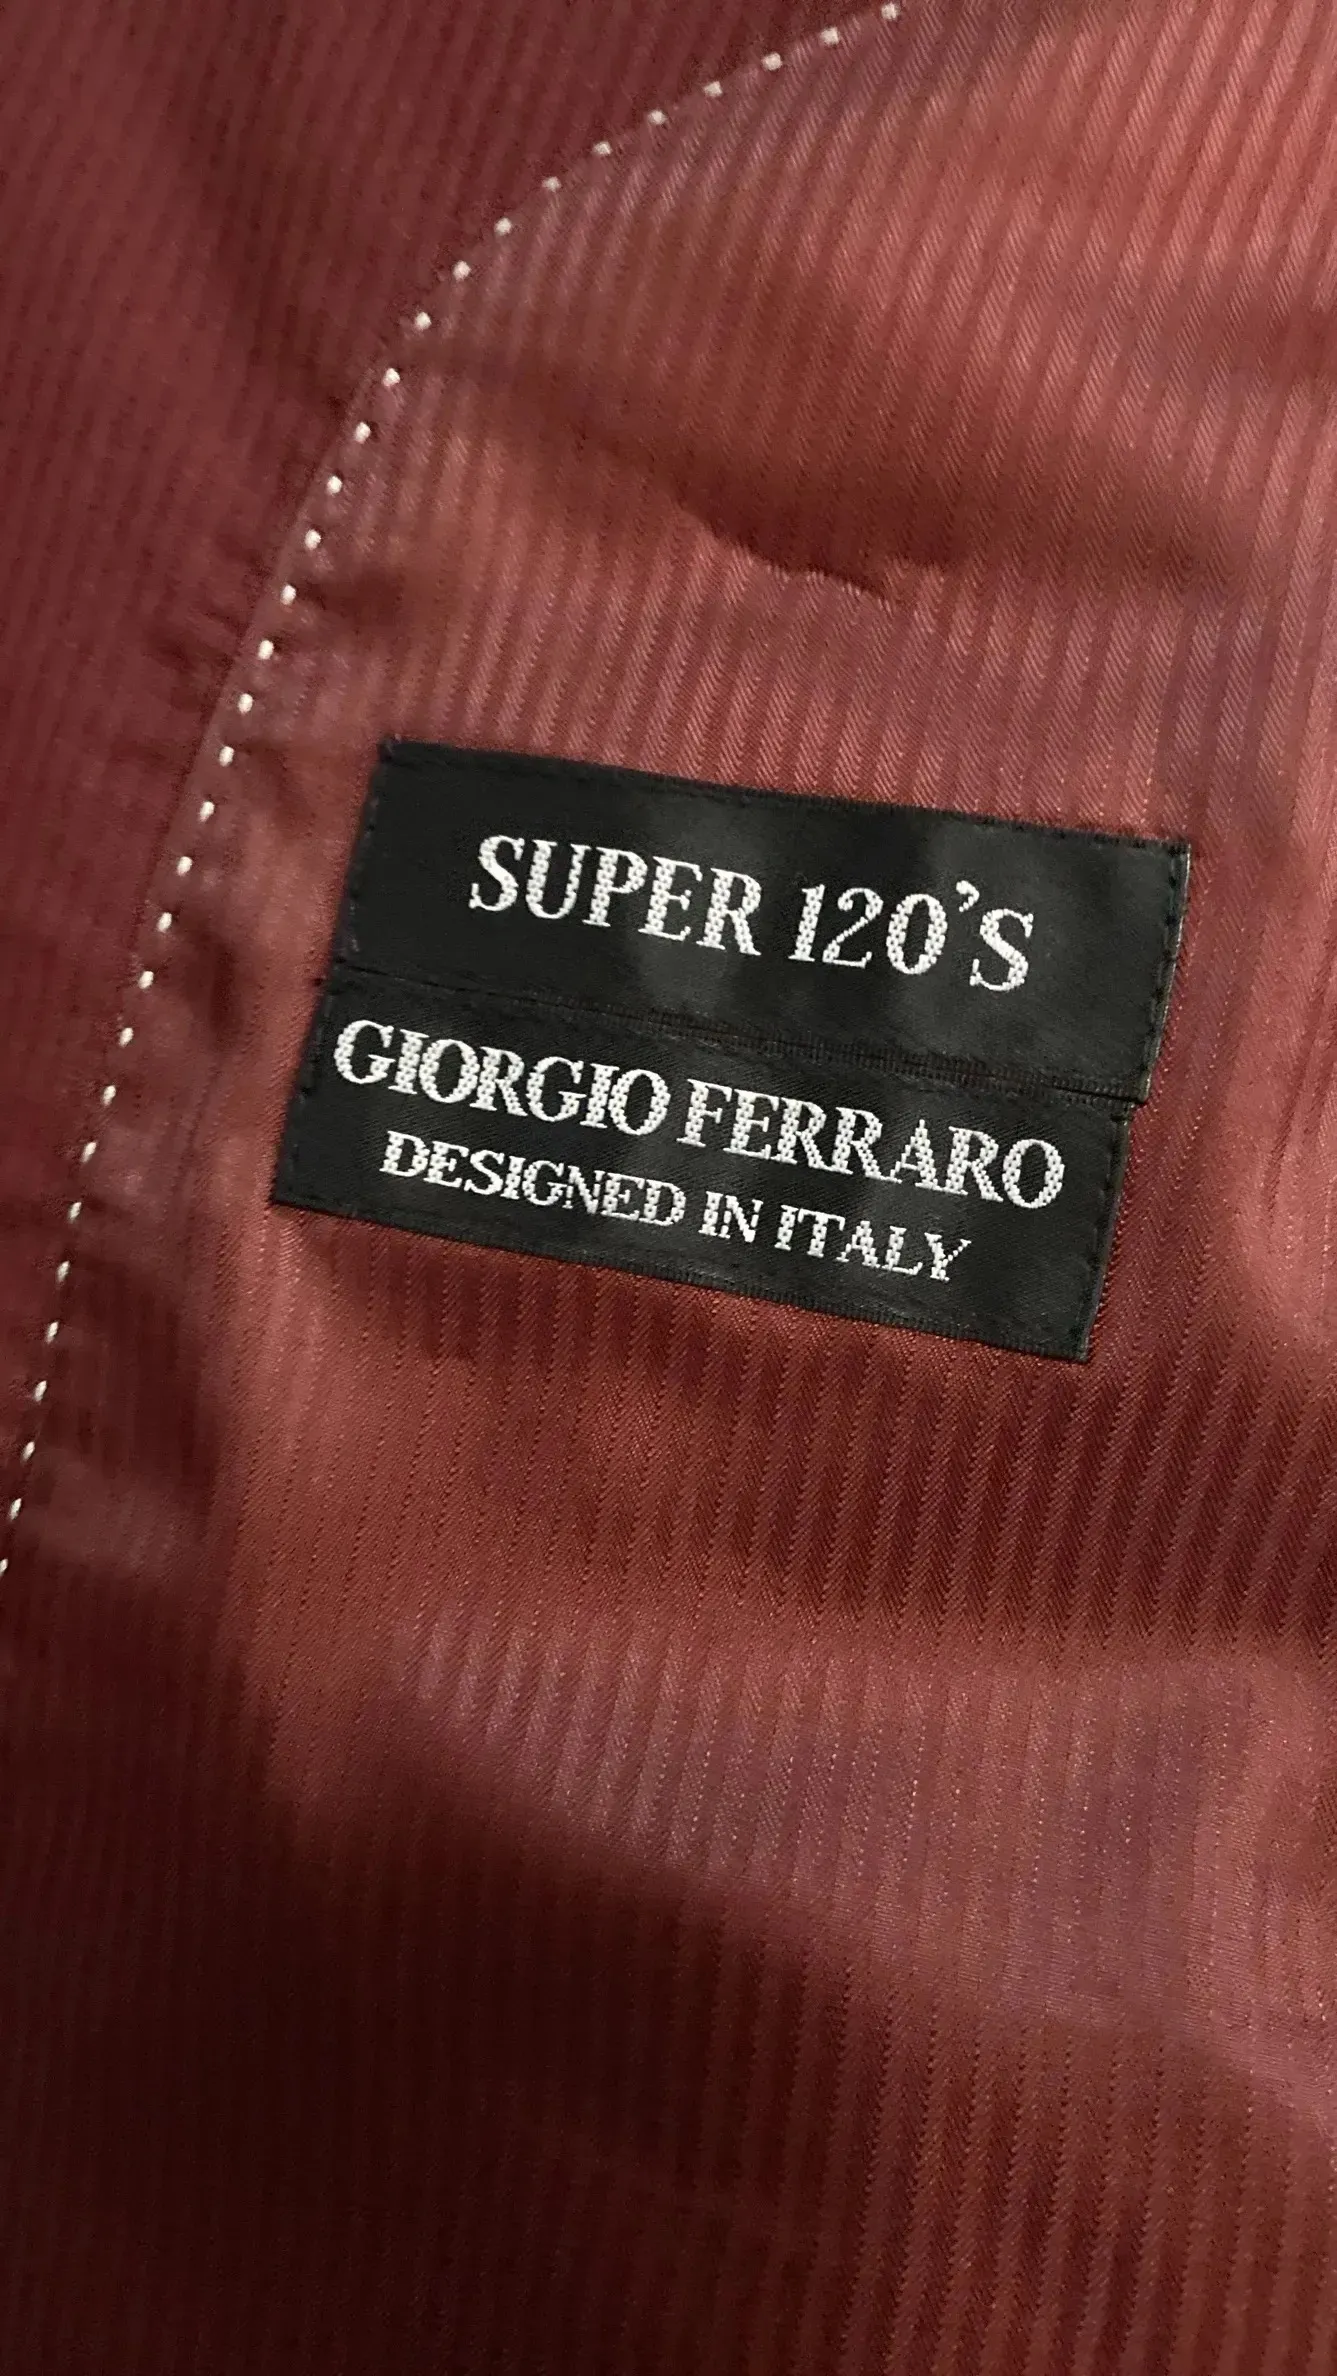 SUPER 120'S
GIORGIO FERRARO
DESIGNED IN ITALY